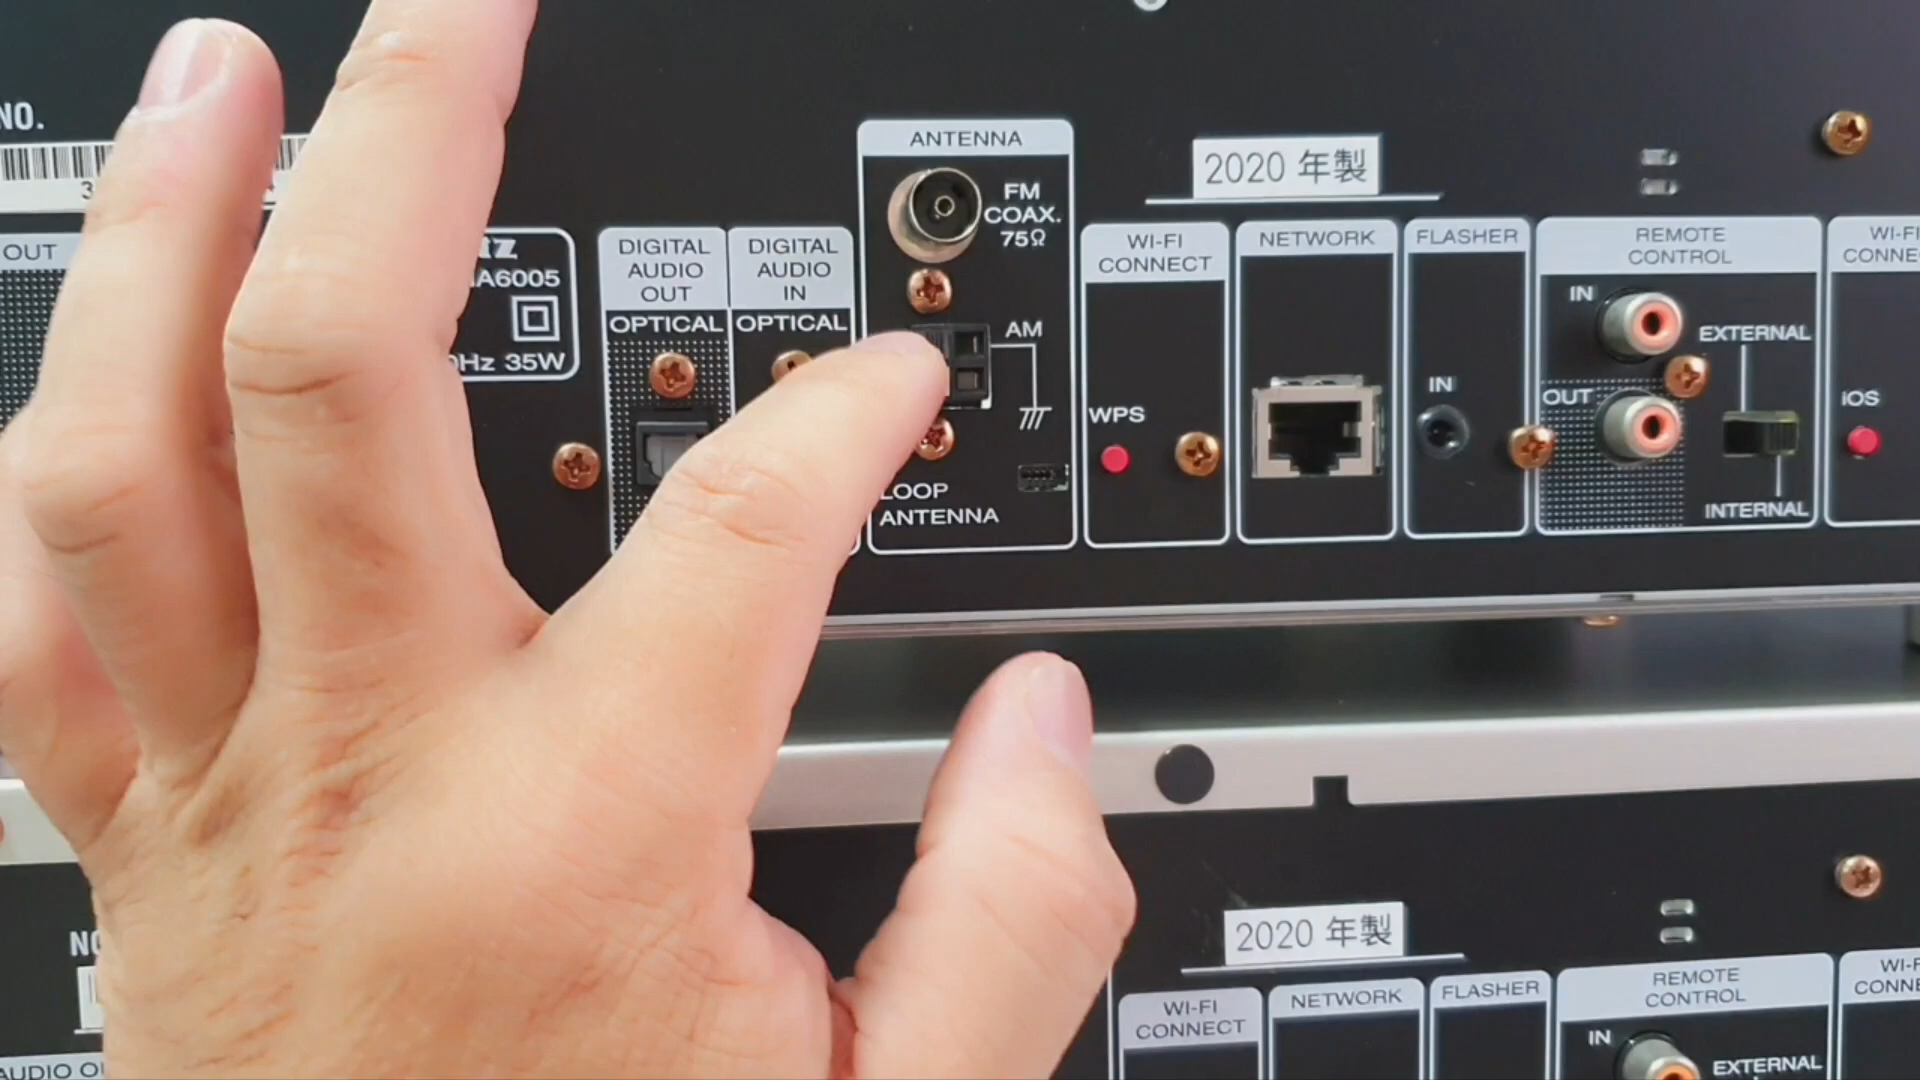 NO.
OUT
A6005
Hz 35W
DIGITAL
AUDIO
OUT
OPTICAL
DIGITAL
AUDIO
IN
OPTICAL
ANTENNA
FM
COAX.
75Ω
AM
LOOP
ANTENNA
2020 年製
WI-FI
CONNECT
WPS
NETWORK
FLASHER
IN
REMOTE
CONTROL
IN
EXTERNAL
OUT
INTERNAL
WI-FI
CONNE
iOS
2020 年製
WI-FI
CONNECT
NETWORK
FLASHER
REMOTE
CONTROL
IN
EXTERNAL
WI-F
CONNE
AUDIO